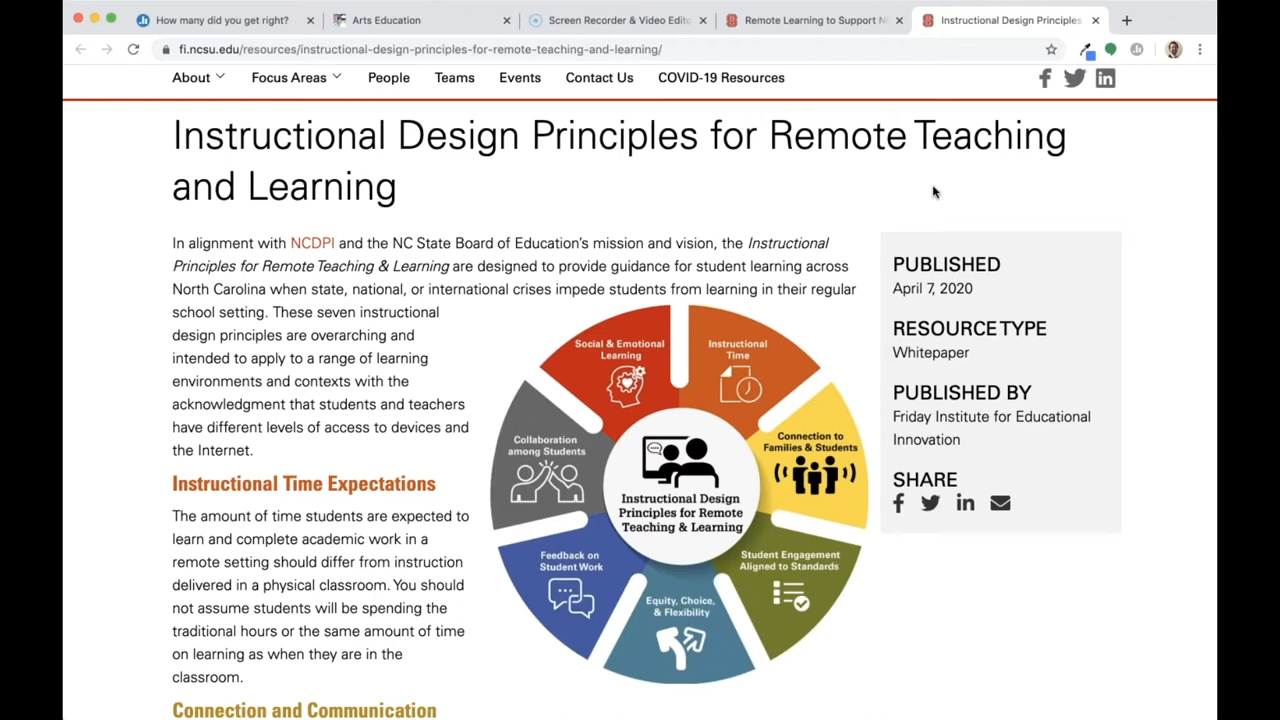 How many did you get right?
Arts Education
Screen Recorder & Video Edito
Remote Learning to Support N
Instructional Design Principles
fi.ncsu.edu/resources/instructional-design-principles-for-remote-teaching-and-learning/
About
Focus Areas
People
Teams
Events
Contact Us
COVID-19 Resources
Instructional Design Principles for Remote Teaching
and Learning
In alignment with NCDPI and the NC State Board of Education's mission and vision, the Instructional
Principles for Remote Teaching & Learning are designed to provide guidance for student learning across
North Carolina when state, national, or international crises impede students from learning in their regular
school setting. These seven instructional
design principles are overarching and
intended to apply to a range of learning
environments and contexts with the
acknowledgment that students and teachers
have different levels of access to devices and
the Internet.
Instructional Time Expectations
The amount of time students are expected to
learn and complete academic work in a
remote setting should differ from instruction
delivered in a physical classroom. You should
not assume students will be spending the
traditional hours or the same amount of time
on learning as when they are in the
classroom.
Connection and Communication
Social & Emotional
Learning
Instructional
Time
Connection to
Families & Students
Student Engagement
Aligned to Standards
Equity, Choice,
& Flexibility
Feedback on
Student Work
Collaboration
among Students
Instructional Design
Principles for Remote
Teaching & Learning
PUBLISHED
April 7, 2020
RESOURCE TYPE
Whitepaper
PUBLISHED BY
Friday Institute for Educational
Innovation
SHARE